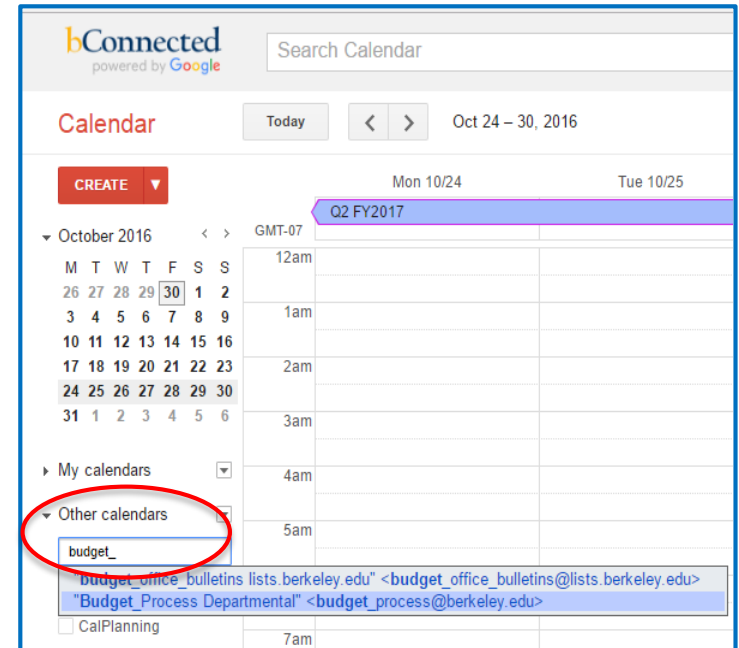 bConnected
powered by Google
Search Calendar
Calendar
Today
Oct 24 – 30, 2016
CREATE
Mon 10/24
Tue 10/25
Q2 FY2017
GMT-07
October 2016
M T W T F S S
26 27 28 29 30 1 2
3 4 5 6 7 8 9
10 11 12 13 14 15 16
17 18 19 20 21 22 23
24 25 26 27 28 29 30
31 1 2 3 4 5 6
12am
1am
2am
3am
My calendars
4am
Other calendars
5am
budget_
"budget_office_bulletins lists.berkeley.edu" <budget_office_bulletins@lists.berkeley.edu>
"Budget_Process Departmental" <budget_process@berkeley.edu>
CalPlanning
7am